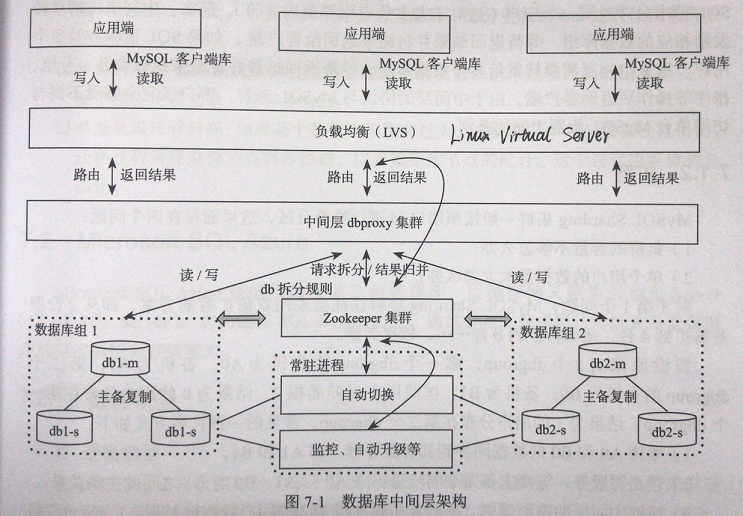 应用端
应用端
应用端
MySQL 客户端库
写入 读取
MySQL 客户端库
写入 读取
MySQL 客户端库
写入 读取
负载均衡（LVS） Linux Virtual Server
路由 返回结果
路由 返回结果
路由 返回结果
中间层 dbproxy 集群
请求拆分 结果归并
读 / 写
读 / 写
db 拆分规则
数据库组 1
Zookeeper 集群
数据库组 2
db1-m
常驻进程
db2-m
主备复制
自动切换
主备复制
db1-s
db1-s
监控、自动升级等
db2-s
db2-s
图 7-1 数据库中间层架构